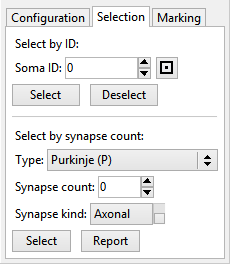 Configuration Selection Marking
Select by ID:
Soma ID: 0
Select Deselect
Select by synapse count:
Type: Purkinje (P)
Synapse count: 0
Synapse kind: Axonal
Select Report